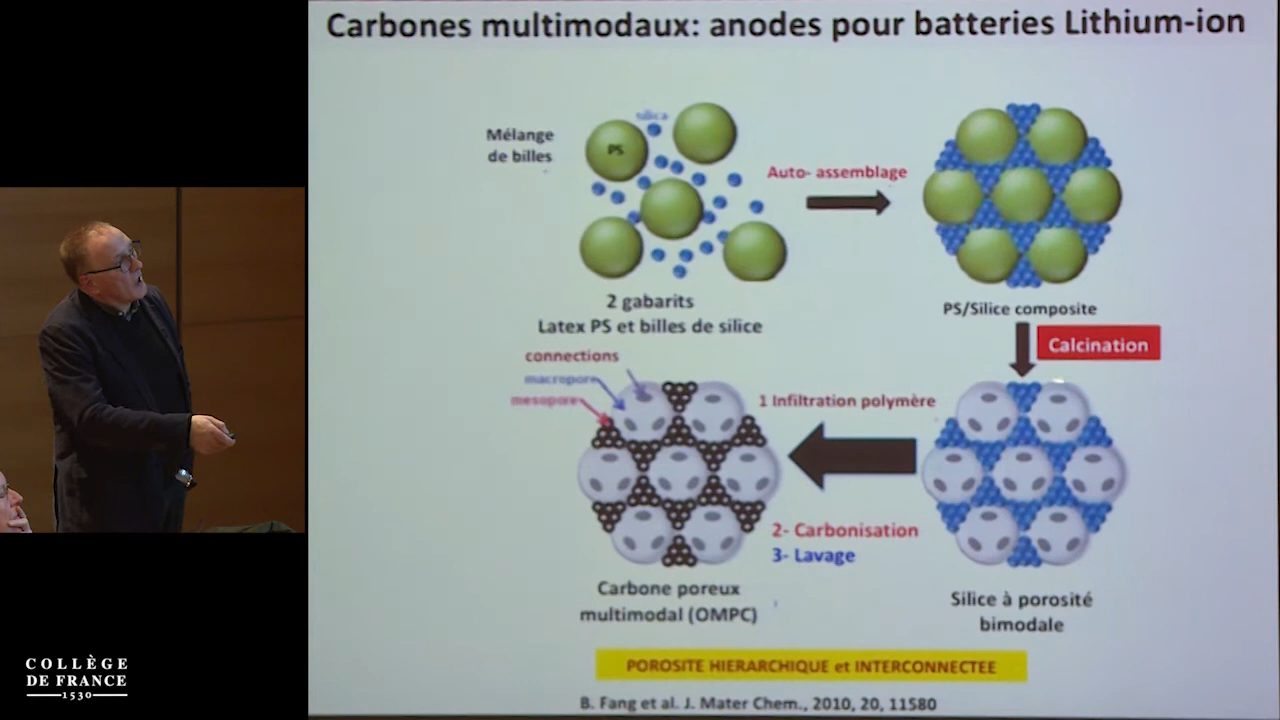 Carbones multimodaux: anodes pour batteries Lithium-ion
silica
Mélange
de billes
PS
Auto- assemblage
2 gabarits
Latex PS et billes de silice
PS/Silice composite
Calcination
connections
macropore
mesopore
1 Infiltration polymère
2- Carbonisation
3- Lavage
Carbone poreux
multimodal (OMPC)
Silice à porosité
bimodale
POROSITE HIERARCHIQUE et INTERCONNECTEE
B. Fang et al. J. Mater Chem., 2010, 20, 11580
COLLÈGE
DE FRANCE
1530